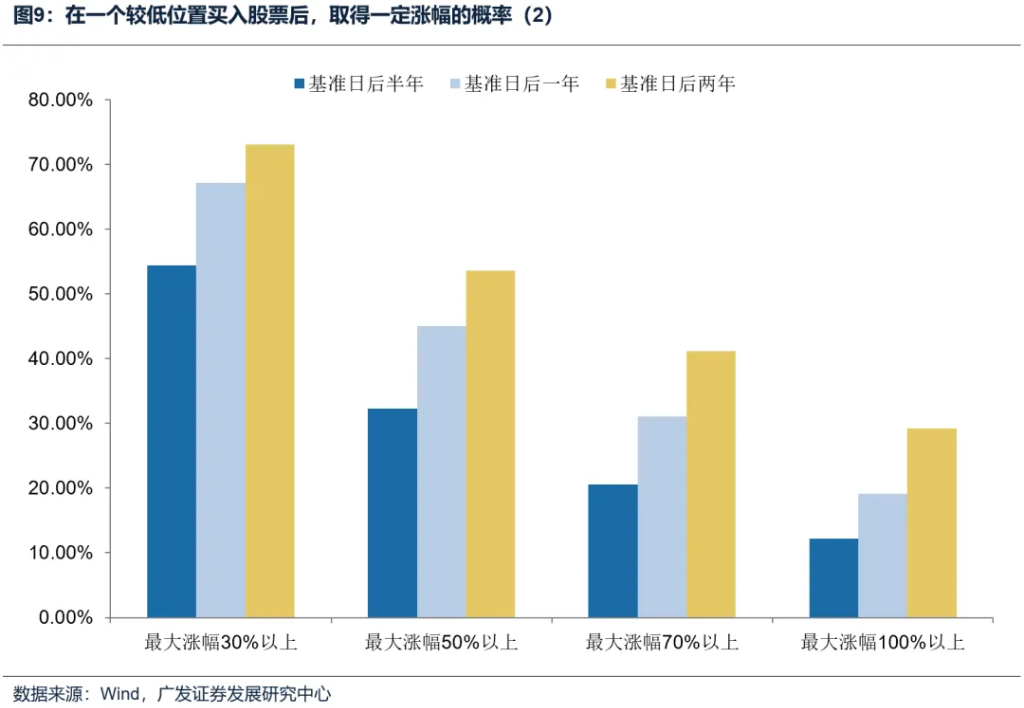 图9：在一个较低位置买入股票后，取得一定涨幅的概率（2）
基准日后半年 基准日后一年 基准日后两年
80.00%
70.00%
60.00%
50.00%
40.00%
30.00%
20.00%
10.00%
0.00%
最大涨幅30%以上 最大涨幅50%以上 最大涨幅70%以上 最大涨幅100%以上
数据来源：Wind，广发证券发展研究中心